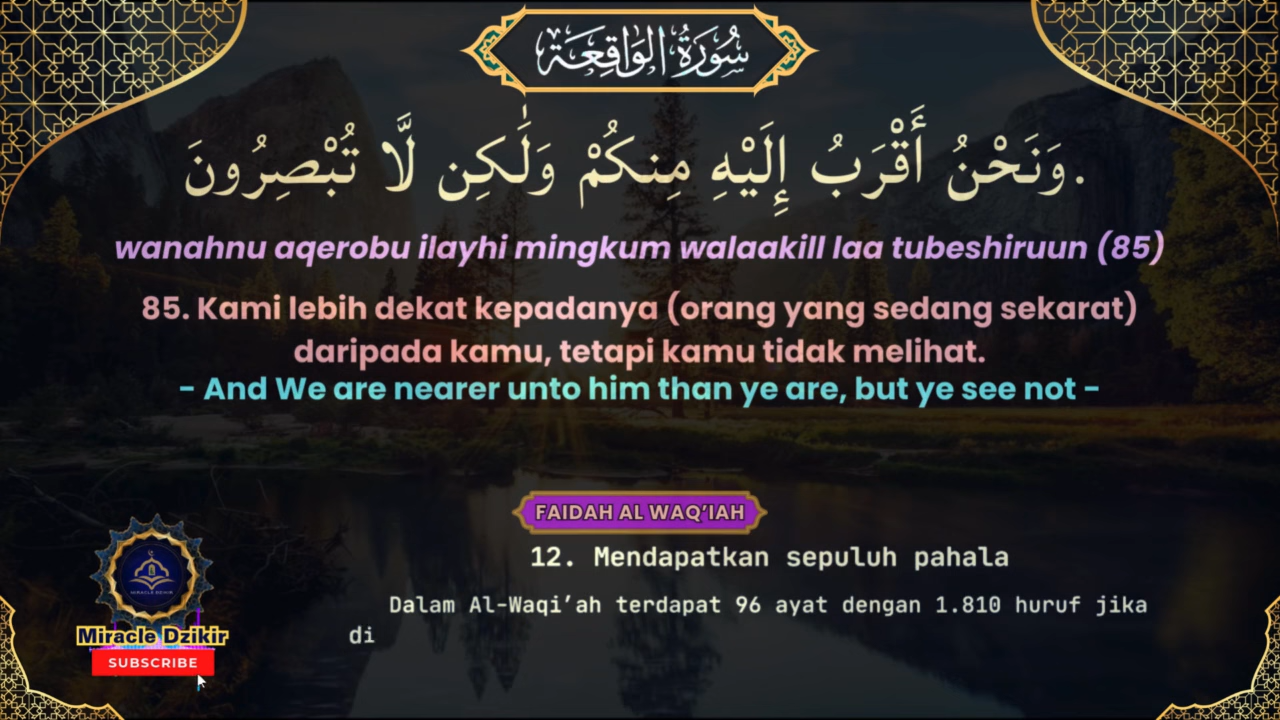 سُورَةُ الوَاقِعَة
وَنَحْنُ أَقْرَبُ إِلَيْهِ مِنكُمْ وَلَٰكِن لَّا تُبْصِرُونَ.
wanahnu aqerobu ilayhi mingkum walaakill laa tubeshiruun (85)
85. Kami lebih dekat kepadanya (orang yang sedang sekarat)
daripada kamu, tetapi kamu tidak melihat.
- And We are nearer unto him than ye are, but ye see not -
FAIDAH AL WAQ'IAH
12. Mendapatkan sepuluh pahala
Dalam Al-Waqi'ah terdapat 96 ayat dengan 1.810 huruf jika
di
MIRACLE DZIKIR
Miracle Dzikir
SUBSCRIBE